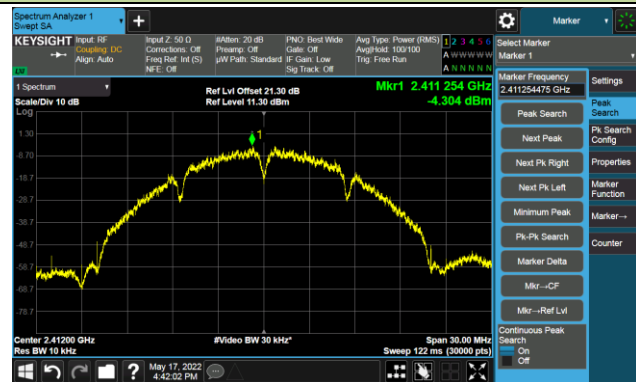 Spectrum Analyzer 1
Swept SA
+
Marker
KEYSIGHT
Input: RF
Coupling: DC
Align: Auto
Input Z: 50 Ω
Corrections: Off
Freq Ref: Int (S)
NFE: Off
#Atten: 20 dB
Preamp: Off
µW Path: Standard
PNO: Best Wide
Gate: Off
IF Gain: Low
Sig Track: Off
Avg Type: Power (RMS)
Avg|Hold: 100/100
Trig: Free Run
1 2 3 4 5 6
A W W W W W
A N N N N N
LXI
Select Marker
Marker 1
1 Spectrum
Scale/Div 10 dB
Log
Ref Lvl Offset 21.30 dB
Ref Level 11.30 dBm
Mkr1 2.411 254 GHz
-4.304 dBm
1
1.30
-8.70
-18.7
-28.7
-38.7
-48.7
-58.7
-68.7
-78.7
Center 2.41200 GHz
Res BW 10 kHz
#Video BW 30 kHz*
Span 30.00 MHz
Sweep 122 ms (30000 pts)
Marker Frequency
2.411254475 GHz
Peak Search
Next Peak
Next Pk Right
Next Pk Left
Minimum Peak
Pk-Pk Search
Marker Delta
Mkr→CF
Mkr→Ref Lvl
Continuous Peak
Search
On
Off
Settings
Peak
Search
Pk Search
Config
Properties
Marker
Function
Marker→
Counter
?
May 17, 2022
4:42:02 PM